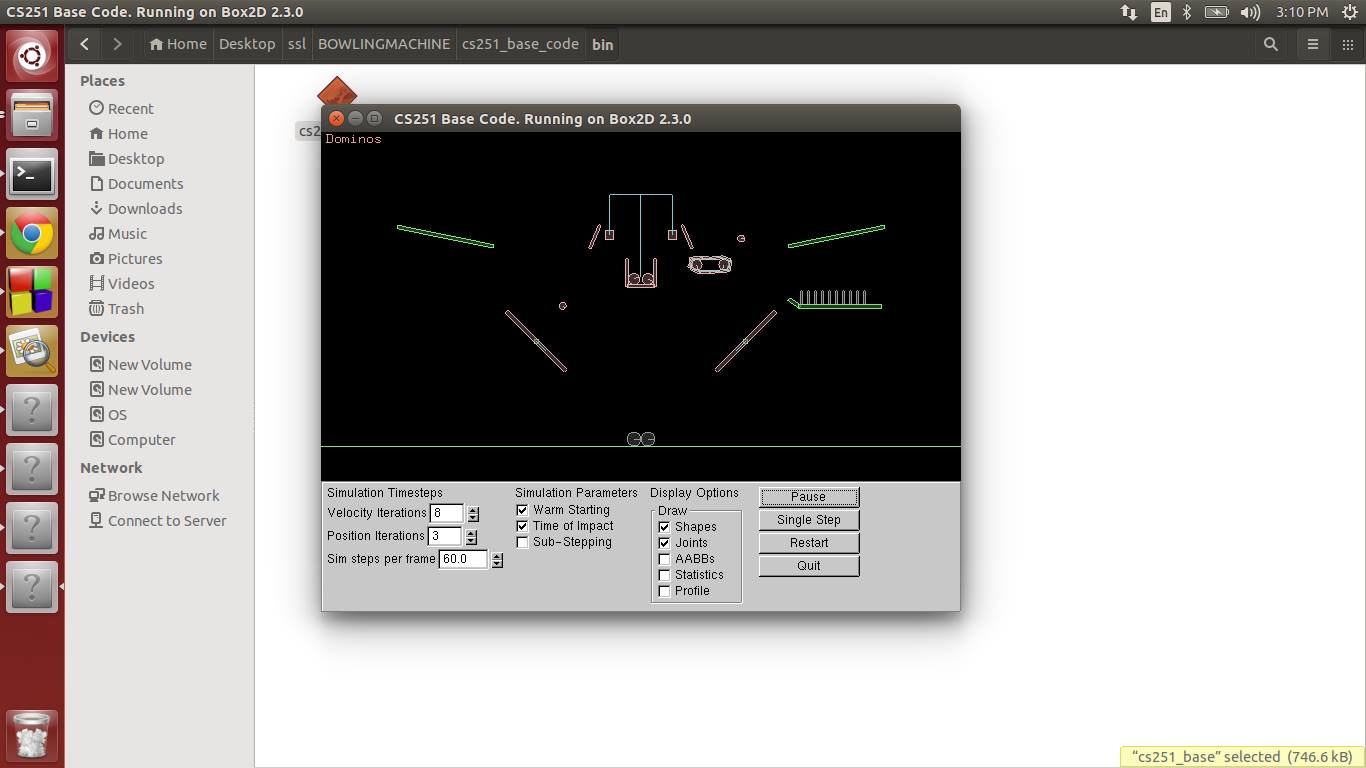 CS251 Base Code. Running on Box2D 2.3.0
En
3:10 PM
Home Desktop ssl BOWLINGMACHINE cs251_base_code bin
Places
Recent
Home
Desktop
Documents
Downloads
Music
Pictures
Videos
Trash
Devices
New Volume
New Volume
OS
Computer
Network
Browse Network
Connect to Server
cs2
CS251 Base Code. Running on Box2D 2.3.0
Dominos
Simulation Timesteps
Velocity Iterations 8
Position Iterations 3
Sim steps per frame 60.0
Simulation Parameters
Warm Starting
Time of Impact
Sub-Stepping
Display Options
Draw
Shapes
Joints
AABBs
Statistics
Profile
Pause
Single Step
Restart
Quit
“cs251_base” selected (746.6 kB)